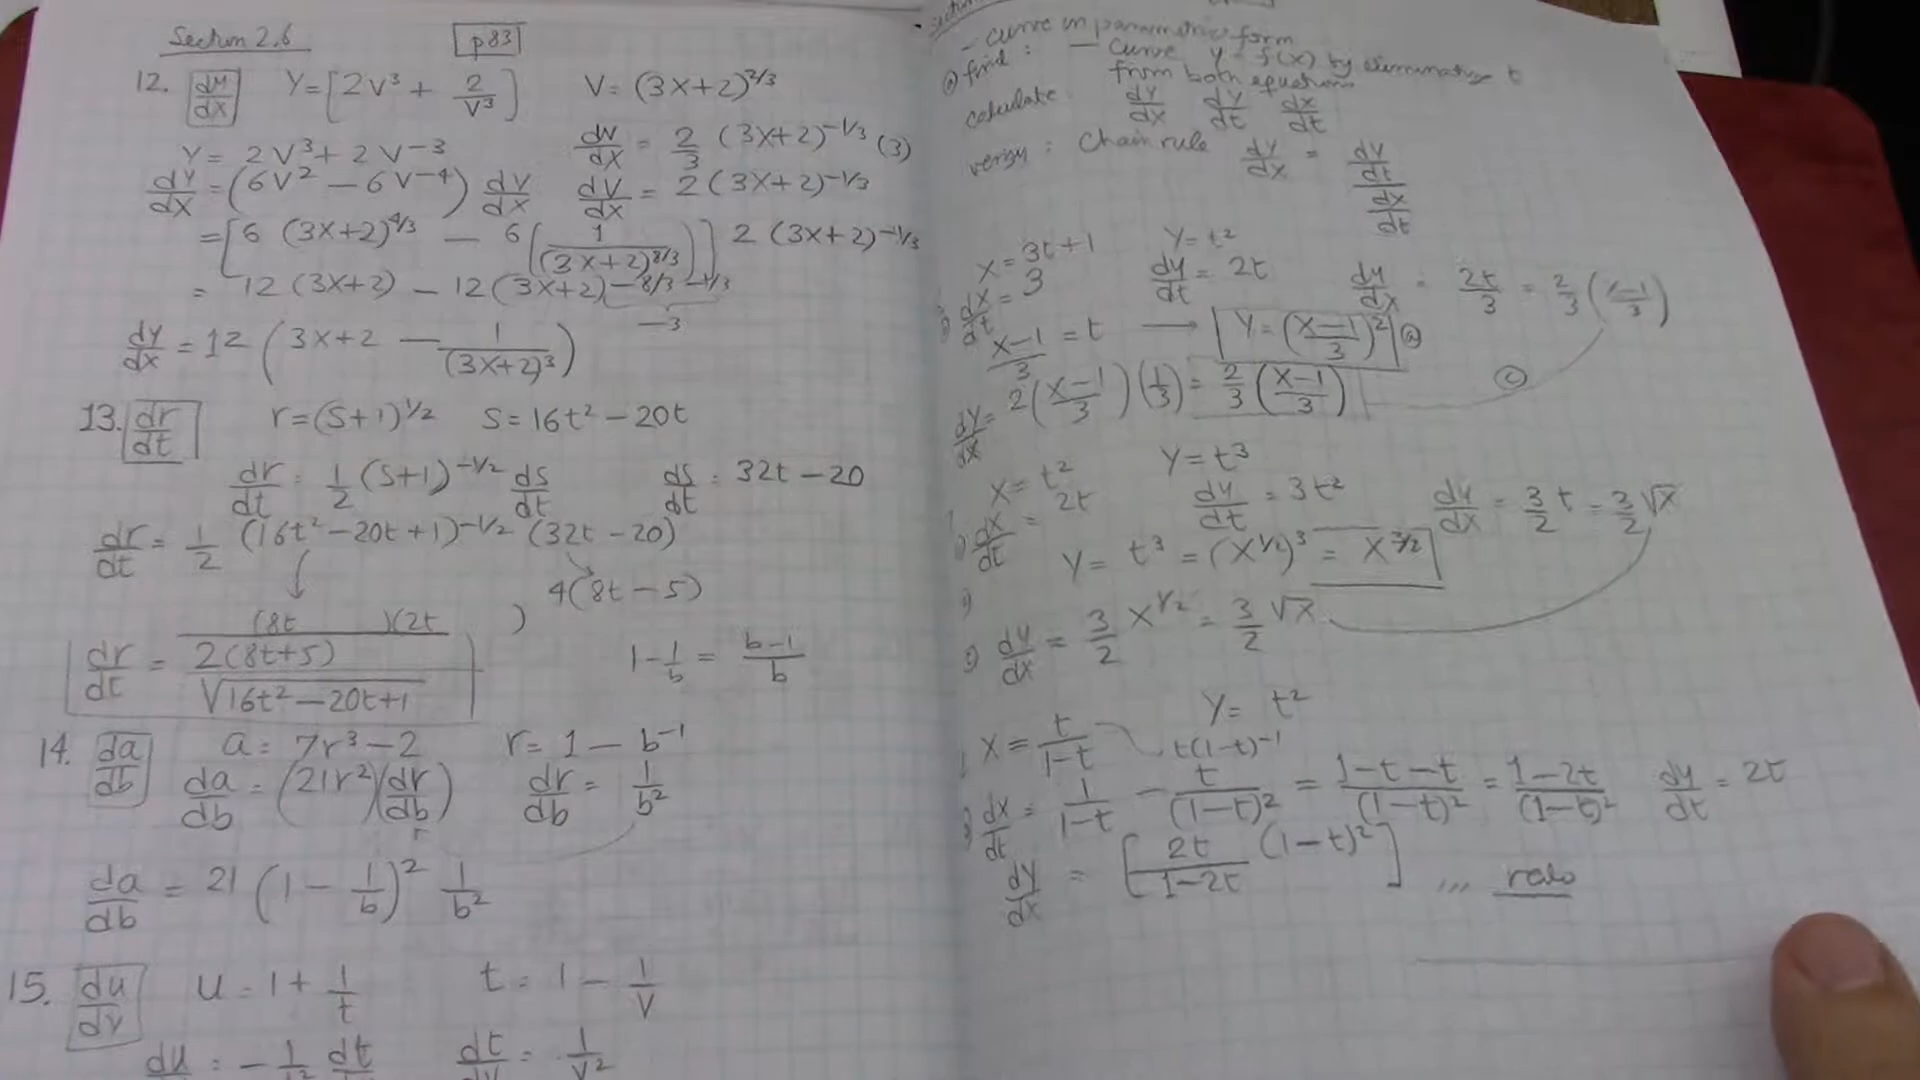 Section 2.6 p83
12. dy/dx Y = [2V³ + 2/V³] V = (3X+2)^2/3
Y = 2V³ + 2V^-3 dv/dx = 2/3 (3X+2)^-1/3 (3)
dY/dX = (6V² - 6V^-4) dV/dX dV/dX = 2(3X+2)^-1/3
= [6 (3X+2)^4/3 - 6(1/(3X+2)^8/3)] 2 (3X+2)^-1/3
= 12(3X+2) - 12(3X+2)^-8/3 -1/3
-3
dy/dx = 12 (3X+2 - 1/(3X+2)³)
13. dr/dt r = (S+1)^1/2 S = 16t² - 20t
dr/dt = 1/2 (S+1)^-1/2 ds/dt ds/dt = 32t - 20
dr/dt = 1/2 (16t² - 20t + 1)^-1/2 (32t - 20)
4(8t - 5)
(8t )(2t )
dr/dt = 2(8t+5)/√16t² - 20t+1 1 - 1/b = b-1/b
14. da/db a = 7r³ - 2 r = 1 - b^-1
da/db = (21r²)(dr/db) dr/db = 1/b²
da/db = 21 (1 - 1/b)² 1/b²
15. du/dv u = 1 + 1/t t = 1 - 1/V
du = - dt dt = 1/V²
- curve in parametric form
find : - Curve y = f(x) by eliminating t
from both equations
calculate dy/dx dy/dt dx/dt
verify : Chain rule dy/dx = dy/dt / dx/dt
x = 3t+1 Y = t²
dx/dt = 3 dy/dt = 2t dy/dx = 2t/3 = 2/3 (x-1/3)
x-1/3 = t → Y = (x-1/3)²
dy/dx = 2(x-1/3)(1/3) = 2/3 (x-1/3) (c)
x = t² Y = t³
dx/dt = 2t dy/dt = 3t² dy/dx = 3/2 t = 3/2 √x
Y = t³ = (X^1/2)³ = X^3/2
dy/dx = 3/2 X^1/2 = 3/2 √x
Y = t²
X = t/1-t t(1-t)^-1
dx/dt = 1/1-t - t/(1-t)² = 1-t-t/(1-t)² = 1-2t/(1-t)² dy/dt = 2t
dy/dx = [2t/1-2t (1-t)²] ...